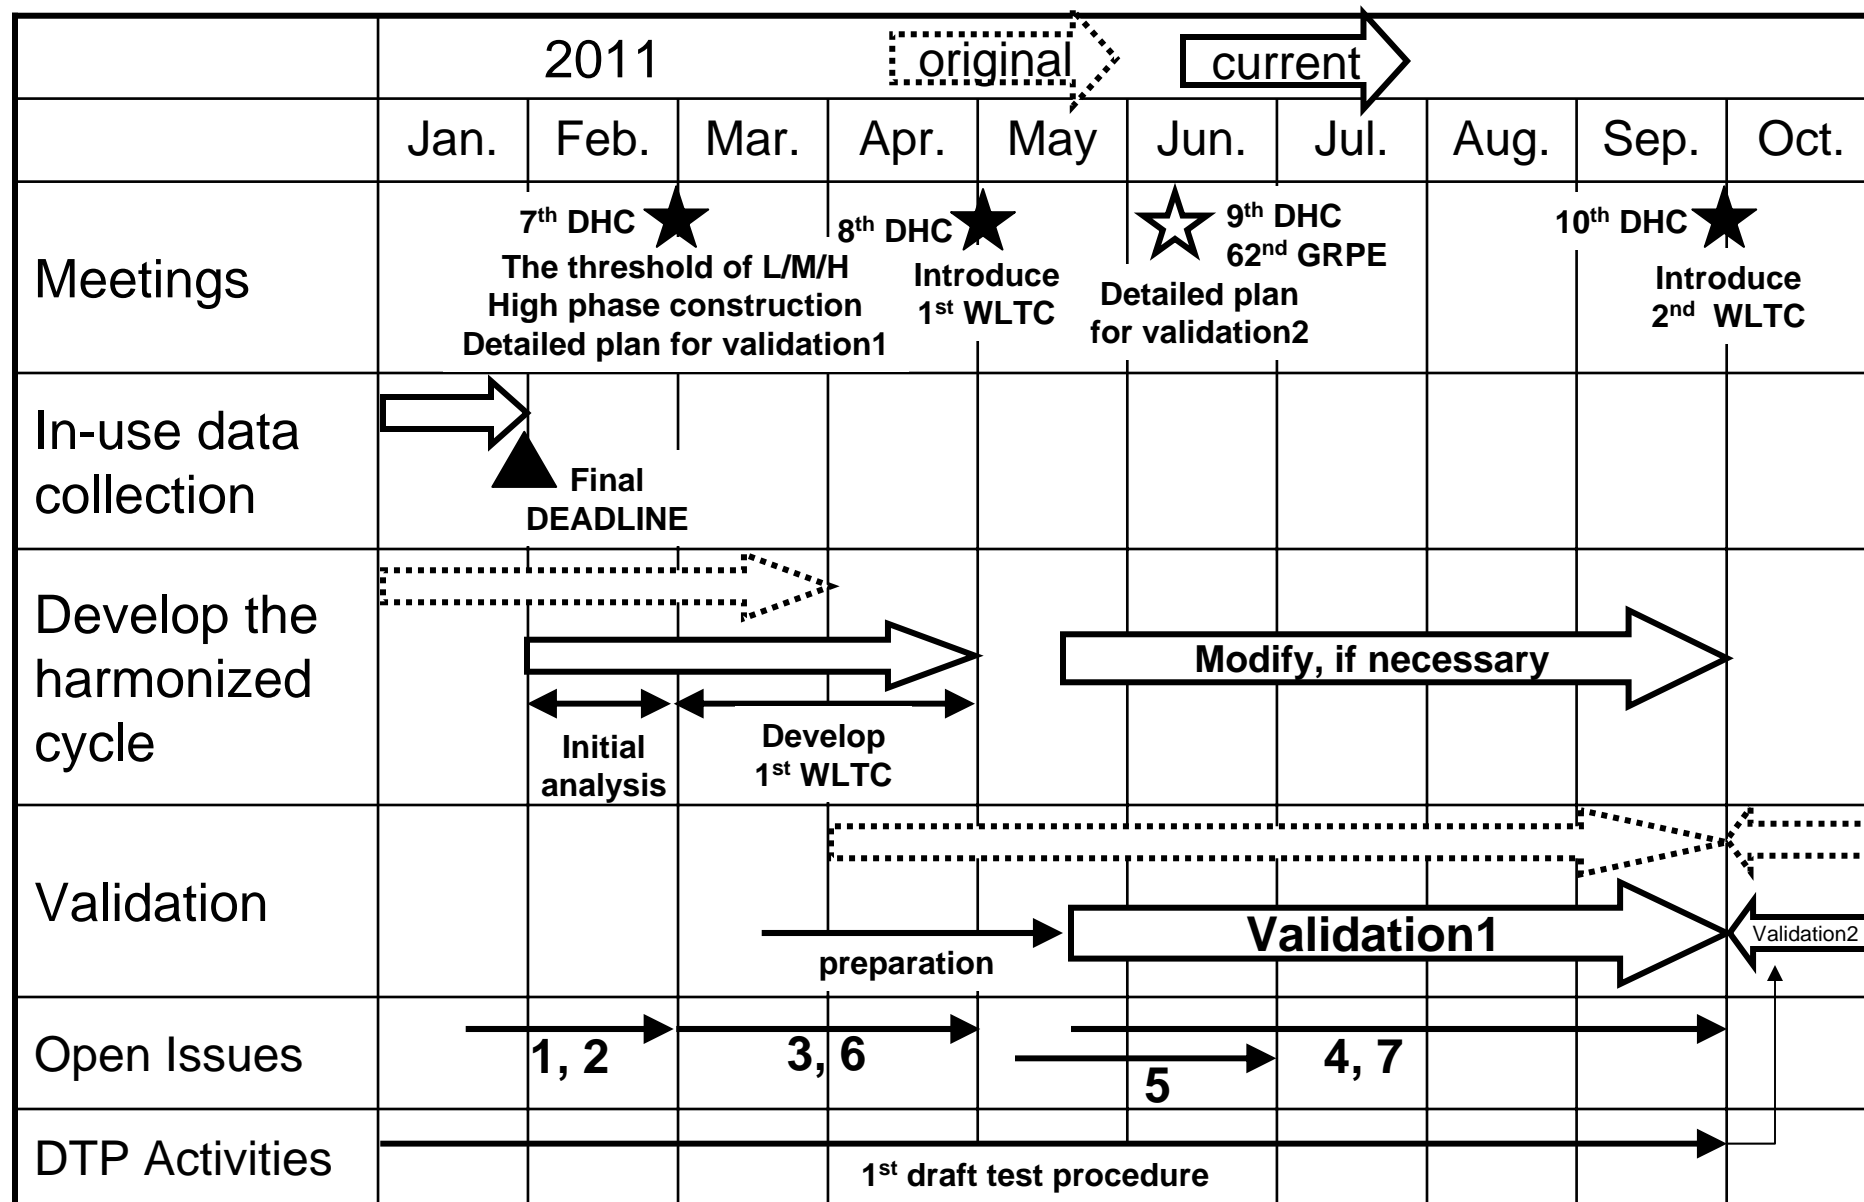 2011
original
current
Jan. Feb. Mar. Apr. May Jun. Jul. Aug. Sep. Oct.
Meetings
7th DHC
The threshold of L/M/H
High phase construction
Detailed plan for validation1
8th DHC
Introduce
1st WLTC
9th DHC
62nd GRPE
Detailed plan
for validation2
10th DHC
Introduce
2nd WLTC
In-use data
collection
Final
DEADLINE
Develop the
harmonized
cycle
Initial
analysis
Develop
1st WLTC
Modify, if necessary
Validation
preparation
Validation1
Validation2
Open Issues
1, 2
3, 6
5
4, 7
DTP Activities
1st draft test procedure